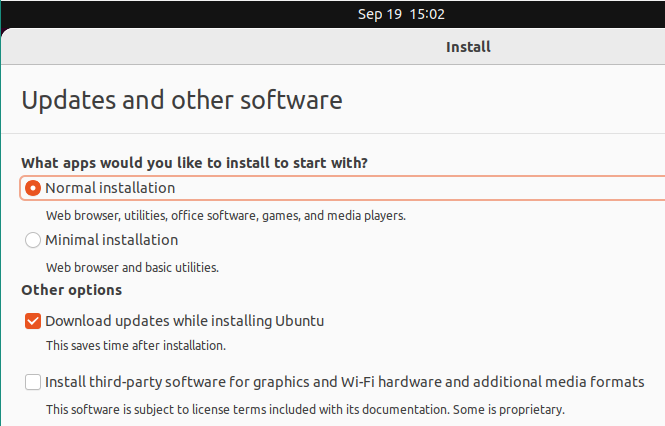 Sep 19 15:02
Install
Updates and other software
What apps would you like to install to start with?
Normal installation
Web browser, utilities, office software, games, and media players.
Minimal installation
Web browser and basic utilities.
Other options
Download updates while installing Ubuntu
This saves time after installation.
Install third-party software for graphics and Wi-Fi hardware and additional media formats
This software is subject to license terms included with its documentation. Some is proprietary.